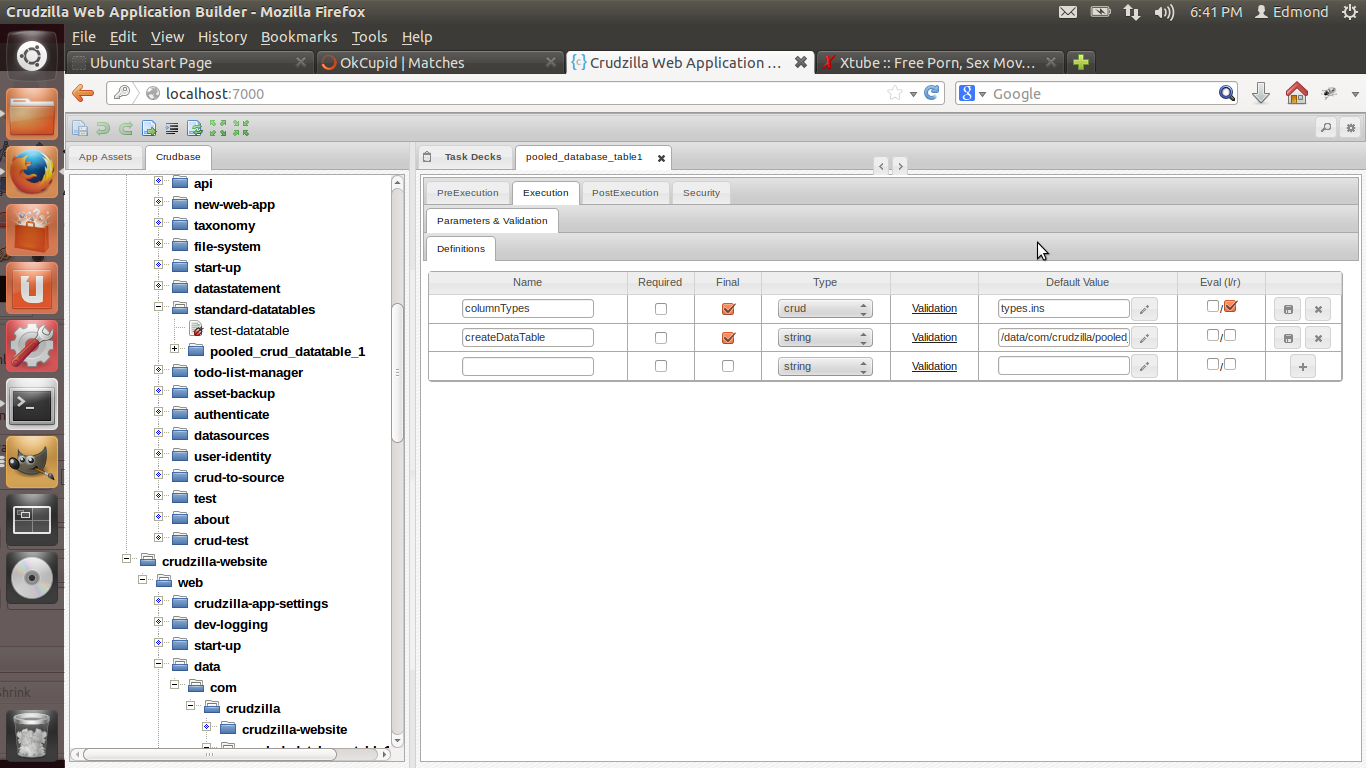 Crudzilla Web Application Builder - Mozilla Firefox
6:41 PM Edmond
File Edit View History Bookmarks Tools Help
Ubuntu Start Page
OkCupid | Matches
{c} Crudzilla Web Application ...
X Xtube :: Free Porn, Sex Mov...
localhost:7000
8 Google
App Assets
Crudbase
api
new-web-app
taxonomy
file-system
start-up
datastatement
standard-datatables
test-datatable
pooled_crud_datatable_1
todo-list-manager
asset-backup
authenticate
datasources
user-identity
crud-to-source
test
about
crud-test
crudzilla-website
web
crudzilla-app-settings
dev-logging
start-up
data
com
crudzilla
crudzilla-website
Task Decks
pooled_database_table1
PreExecution Execution PostExecution Security
Parameters & Validation
Definitions
Name Required Final Type Default Value Eval (l/r)
columnTypes crud Validation types.ins /
createDataTable string Validation /data/com/crudzilla/pooled_ /
string Validation / +
U
>_
Shrink